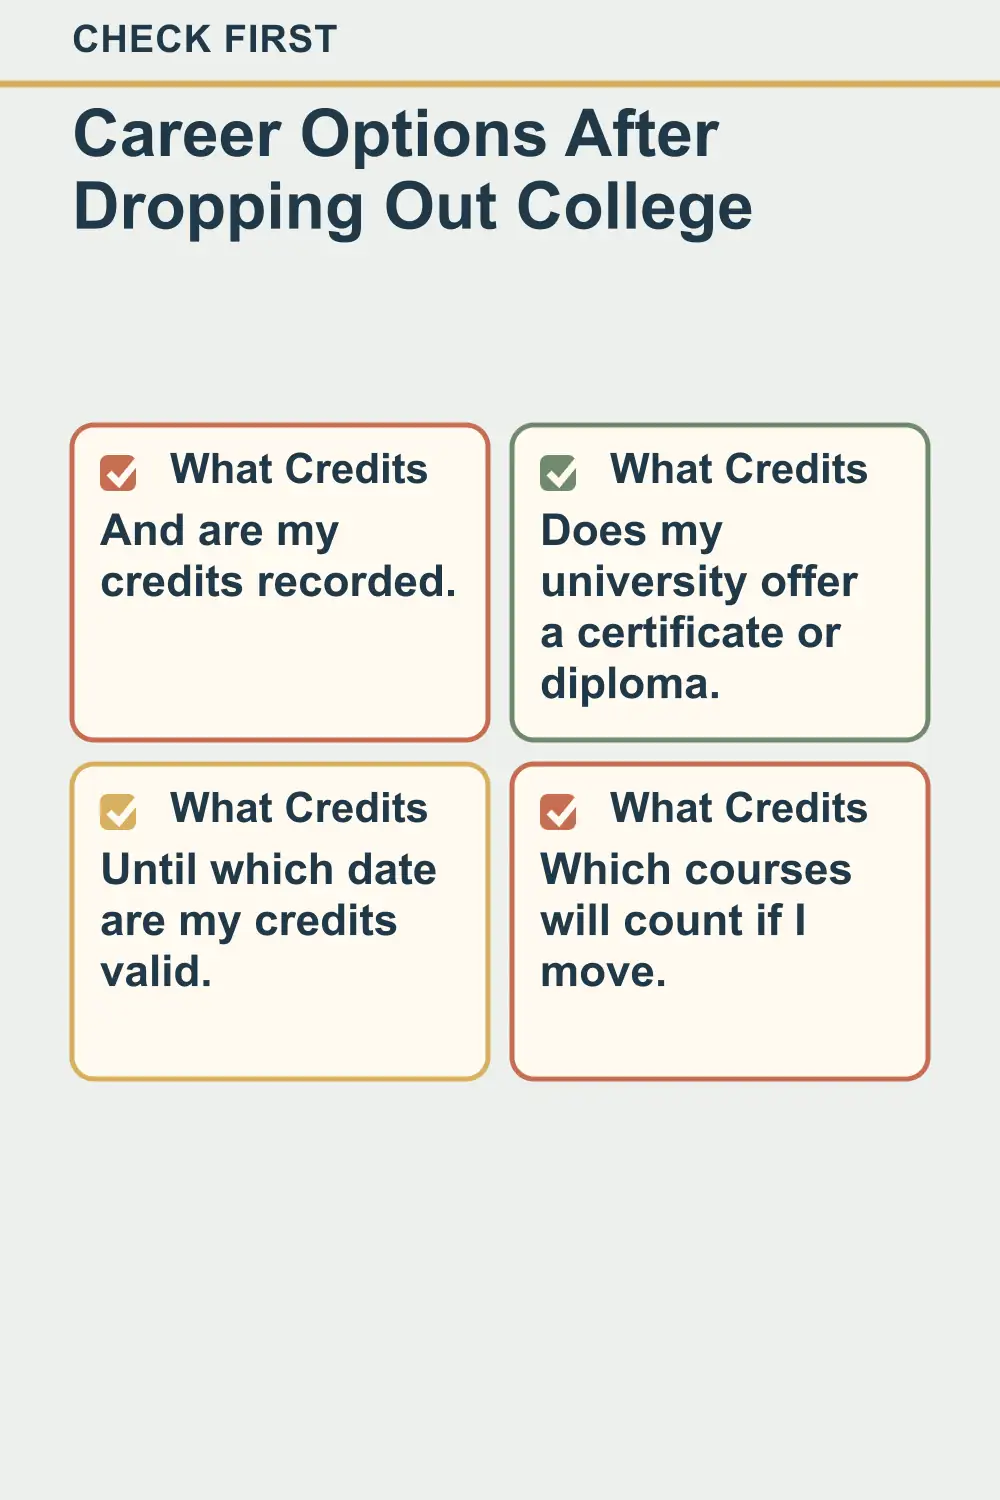 CHECK FIRST
Career Options After
Dropping Out College
What Credits
And are my
credits recorded.
What Credits
Does my
university offer
a certificate or
diploma.
What Credits
Until which date
are my credits
valid.
What Credits
Which courses
will count if I
move.